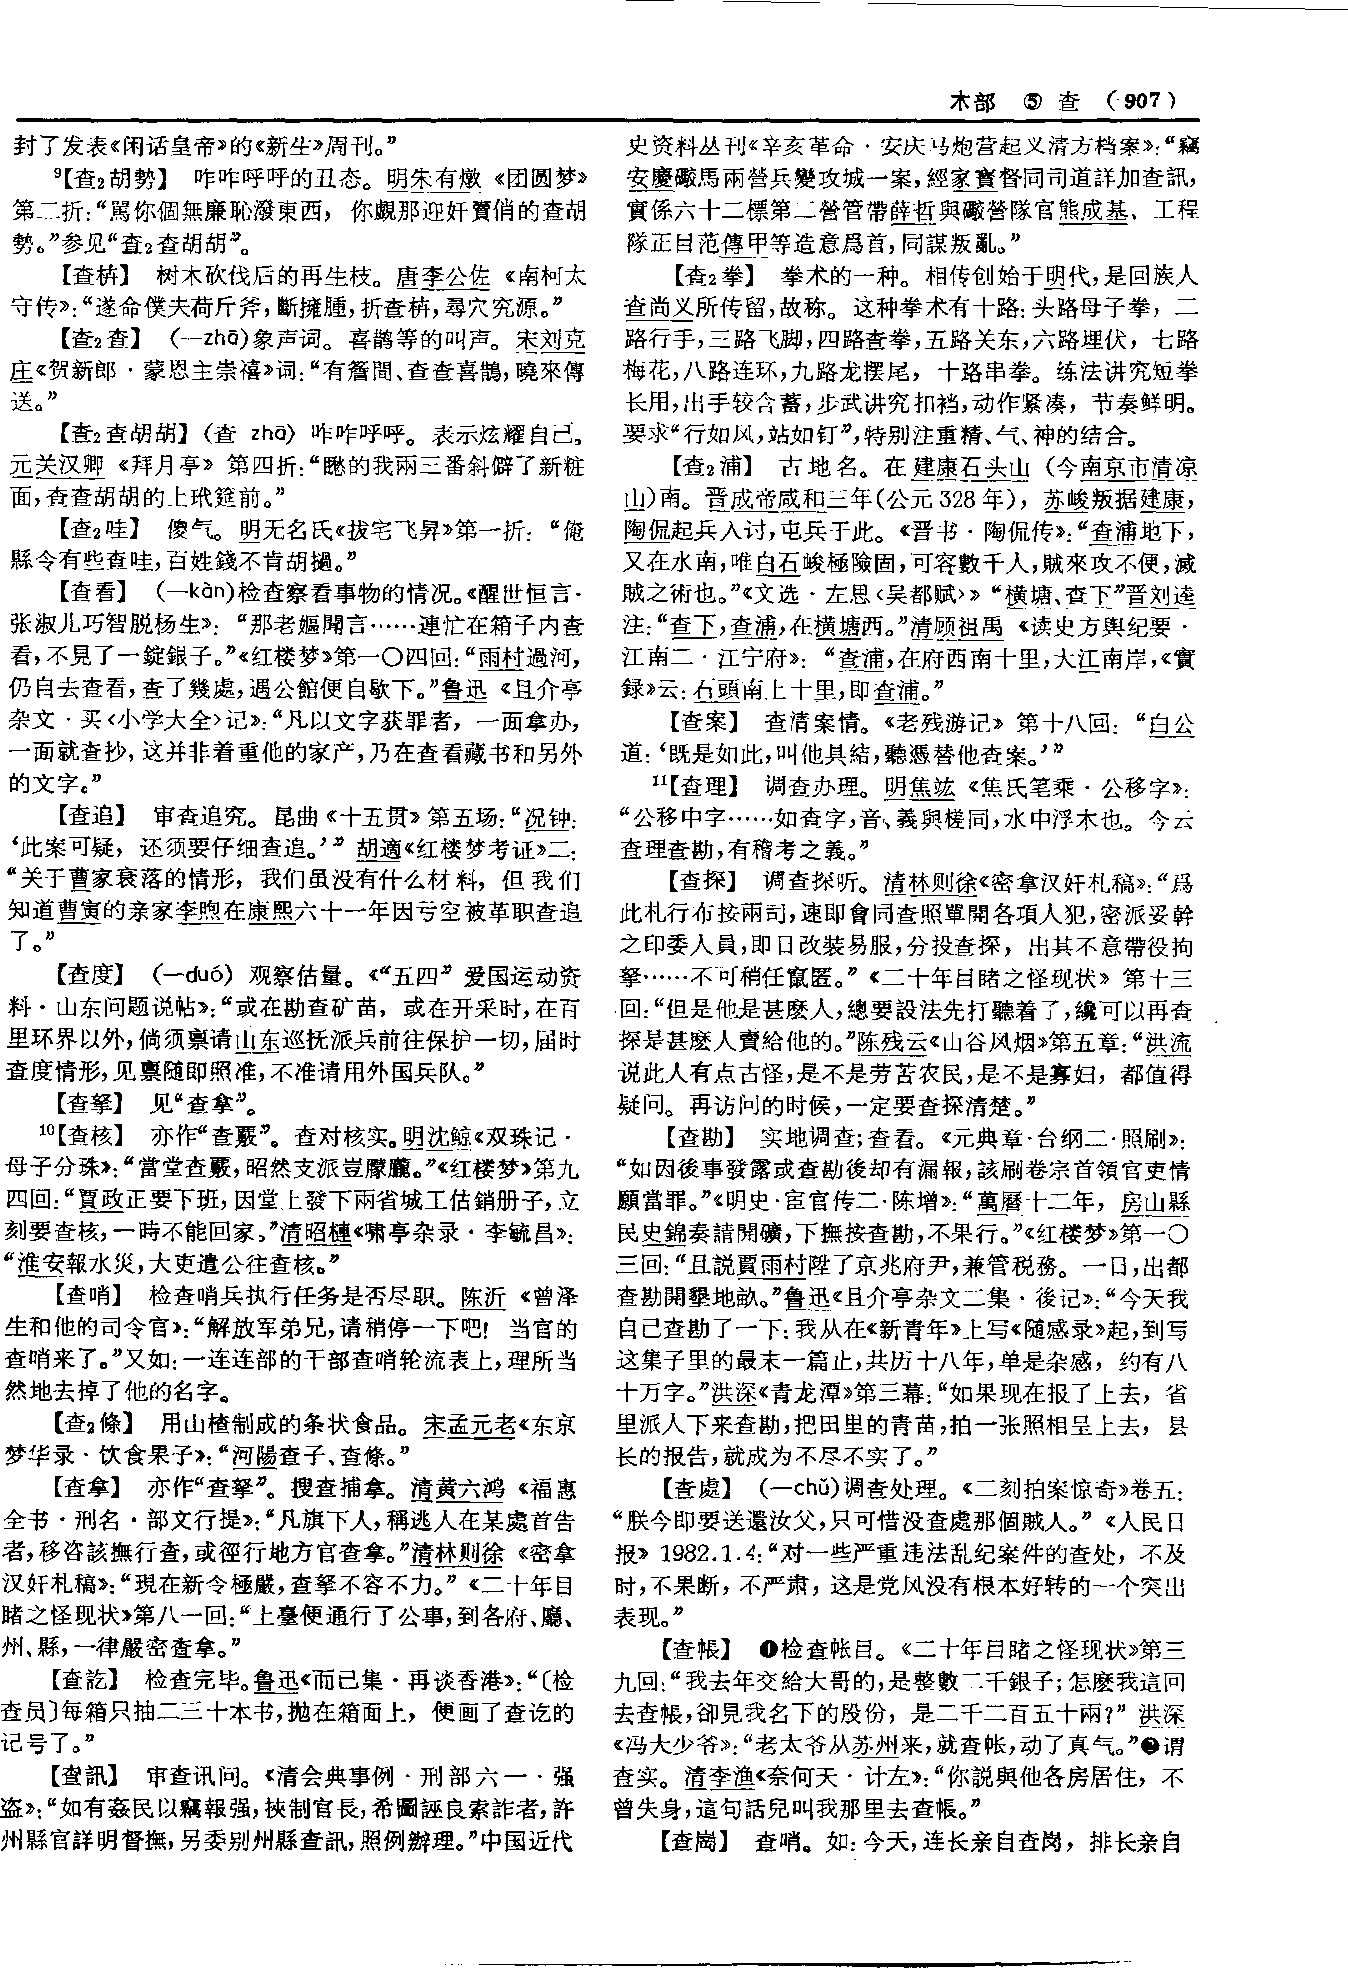 木部 ⑤ 查 (907)
封了发表《闲话皇帝》的《新生》周刊。”
⁹【查₂胡勢】 咋咋呼呼的丑态。明朱有燉《团圆梦》
第二折:“罵你個無廉恥潑東西, 你覷那迎奸賣俏的查胡
勢。”参见“查₂查胡胡”。
【查枿】 树木砍伐后的再生枝。唐李公佐《南柯太
守传》:“遂命僕夫荷斤斧,斷擁腫,折查枿,尋穴究源。”
【查₂查】 (—zhā)象声词。喜鹊等的叫声。宋刘克
庄《贺新郎·蒙恩主崇禧》词:“有簷間、查查喜鵲,曉來傳
送。”
【查₂查胡胡】(查 zhā) 咋咋呼呼。表示炫耀自己。
元关汉卿《拜月亭》第四折:“愁的我兩三番斜僻了新粧
面,查查胡胡的上玳筵前。”
【查₂哇】 傻气。明无名氏《拔宅飞昇》第一折: “俺
縣令有些查哇,百姓錢不肯胡撾。”
【查看】 (—kàn)检查察看事物的情况。《醒世恒言·
张淑儿巧智脱杨生》: “那老嫗聞言……連忙在箱子内查
看,不見了一錠銀子。”《红楼梦》第一〇四回:“雨村過河,
仍自去查看,查了幾處,遇公館便自歇下。”鲁迅《且介亭
杂文·买〈小学大全〉记》:“凡以文字获罪者, 一面拿办,
一面就查抄,这并非着重他的家产,乃在查看藏书和另外
的文字。”
【查追】 审查追究。昆曲《十五贯》第五场:“况钟:
‘此案可疑, 还须要仔细查追。’” 胡適《红楼梦考证》二:
“关于曹家衰落的情形, 我们虽没有什么材料, 但我们
知道曹寅的亲家李煦在康熙六十一年因亏空被革职查追
了。”
【查度】 (—duó) 观察估量。《“五四”爱国运动资
料·山东问题说帖》:“或在勘查矿苗, 或在开采时,在百
里环界以外,倘须禀请山东巡抚派兵前往保护一切,届时
查度情形,见禀随即照准,不准请用外国兵队。”
【查拏】 见“查拿”。
¹⁰【查核】 亦作“查覈”。查对核实。明沈鲸《双珠记·
母子分珠》:“當堂查覈,昭然支派豈朦朧。”《红楼梦》第九
四回:“賈政正要下班,因堂上發下兩省城工估銷册子,立
刻要查核,一時不能回家。”清昭槤《啸亭杂录·李毓昌》:
“淮安報水災,大吏遣公往查核。”
【查哨】 检查哨兵执行任务是否尽职。陈沂《曾泽
生和他的司令官》:“解放军弟兄,请稍停一下吧! 当官的
查哨来了。”又如:一连连部的干部查哨轮流表上,理所当
然地去掉了他的名字。
【查₂條】 用山楂制成的条状食品。宋孟元老《东京
梦华录·饮食果子》:“河陽查子、查條。”
【查拿】 亦作“查拏”。搜查捕拿。清黄六鸿《福惠
全书·刑名·部文行提》:“凡旗下人,稱逃人在某處首告
者,移咨該撫行查,或徑行地方官查拿。”清林则徐《密拿
汉奸札稿》:“現在新令極嚴,查拏不容不力。”《二十年目
睹之怪现状》第八一回:“上臺便通行了公事,到各府、廳、
州、縣,一律嚴密查拿。”
【查訖】 检查完毕。鲁迅《而已集·再谈香港》:“〔检
查员〕每箱只抽二三十本书,抛在箱面上, 便画了查讫的
记号了。”
【查訊】 审查讯问。《清会典事例·刑部六一·强
盗》:“如有姦民以竊報强,挾制官長,希圖誣良索詐者,許
州縣官詳明督撫,另委别州縣查訊,照例辦理。”中国近代
史资料丛刊《辛亥革命·安庆马炮营起义清方档案》:“竊
安慶礮馬兩營兵變攻城一案,經家寶督同司道詳加查訊,
實係六十二標第二營管帶薛哲與礮營隊官熊成基、工程
隊正目范傳甲等造意爲首,同謀叛亂。”
【查₂拳】 拳术的一种。相传创始于明代,是回族人
查尚义所传留,故称。这种拳术有十路:头路母子拳, 二
路行手,三路飞脚,四路查拳,五路关东,六路埋伏, 七路
梅花,八路连环,九路龙摆尾, 十路串拳。练法讲究短拳
长用,出手较含蓄,步武讲究扣裆,动作紧凑, 节奏鲜明。
要求“行如风,站如钉”,特别注重精、气、神的结合。
【查₂浦】 古地名。在建康石头山 (今南京市清凉
山)南。晋成帝咸和三年(公元328年), 苏峻叛据建康,
陶侃起兵入讨,屯兵于此。《晋书·陶侃传》:“查浦地下,
又在水南,唯白石峻極險固,可容數千人,賊來攻不便,滅
賊之術也。”《文选·左思〈吴都赋〉》“横塘、查下”晋刘逵
注:“查下,查浦,在横塘西。”清顾祖禹《读史方舆纪要·
江南二·江宁府》: “查浦,在府西南十里,大江南岸,《實
録》云:石頭南上十里,即查浦。”
【查案】 查清案情。《老残游记》第十八回: “白公
道:‘既是如此,叫他具結,聽憑替他查案。’”
¹¹【查理】 调查办理。明焦竑《焦氏笔乘·公移字》:
“公移中字……如查字,音、義與槎同,水中浮木也。今云
查理查勘,有稽考之義。”
【查探】 调查探听。清林则徐《密拿汉奸札稿》:“爲
此札行布按兩司,速即會同查照單開各項人犯,密派妥幹
之印委人員,即日改裝易服,分投查探, 出其不意帶役拘
拏……不可稍任竄匿。”《二十年目睹之怪现状》第十三
回:“但是他是甚麽人,總要設法先打聽着了,纔可以再查
探是甚麽人賣給他的。”陈残云《山谷风烟》第五章:“洪流
说此人有点古怪,是不是劳苦农民,是不是寡妇, 都值得
疑问。再访问的时候,一定要查探清楚。”
【查勘】 实地调查;查看。《元典章·台纲二·照刷》:
“如因後事發露或查勘後却有漏報,該刷卷宗首領官吏情
願當罪。”《明史·宦官传二·陈增》:“萬曆十二年, 房山縣
民史錦奏請開礦,下撫按查勘,不果行。”《红楼梦》第一〇
三回:“且説賈雨村陞了京兆府尹,兼管税務。一日,出都
查勘開墾地畝。”鲁迅《且介亭杂文二集·後记》:“今天我
自己查勘了一下:我从在《新青年》上写《随感录》起,到写
这集子里的最末一篇止,共历十八年,单是杂感, 约有八
十万字。”洪深《青龙潭》第三幕:“如果现在报了上去, 省
里派人下来查勘,把田里的青苗,拍一张照相呈上去, 县
长的报告,就成为不尽不实了。”
【查處】 (—chǔ)调查处理。《二刻拍案惊奇》卷五:
“朕今即要送還汝父,只可惜没查處那個賊人。”《人民日
报》1982.1.4:“对一些严重违法乱纪案件的查处, 不及
时,不果断, 不严肃, 这是党风没有根本好转的一个突出
表现。”
【查帳】 ❶检查帐目。《二十年目睹之怪现状》第三
九回:“我去年交給大哥的,是整數二千銀子;怎麽我這回
去查帳,卻見我名下的股份, 是二千二百五十兩?” 洪深
《冯大少爷》:“老太爷从苏州来,就查帐,动了真气。”❷谓
查实。清李渔《奈何天·计左》:“你説與他各房居住, 不
曾失身,這句話兒叫我那里去查帳。”
【查崗】 查哨。如:今天,连长亲自查岗, 排长亲自